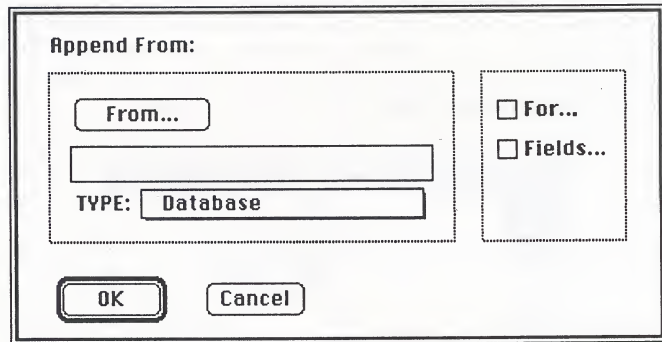 Append From:
From...
TYPE: Database
For...
Fields...
OK
Cancel